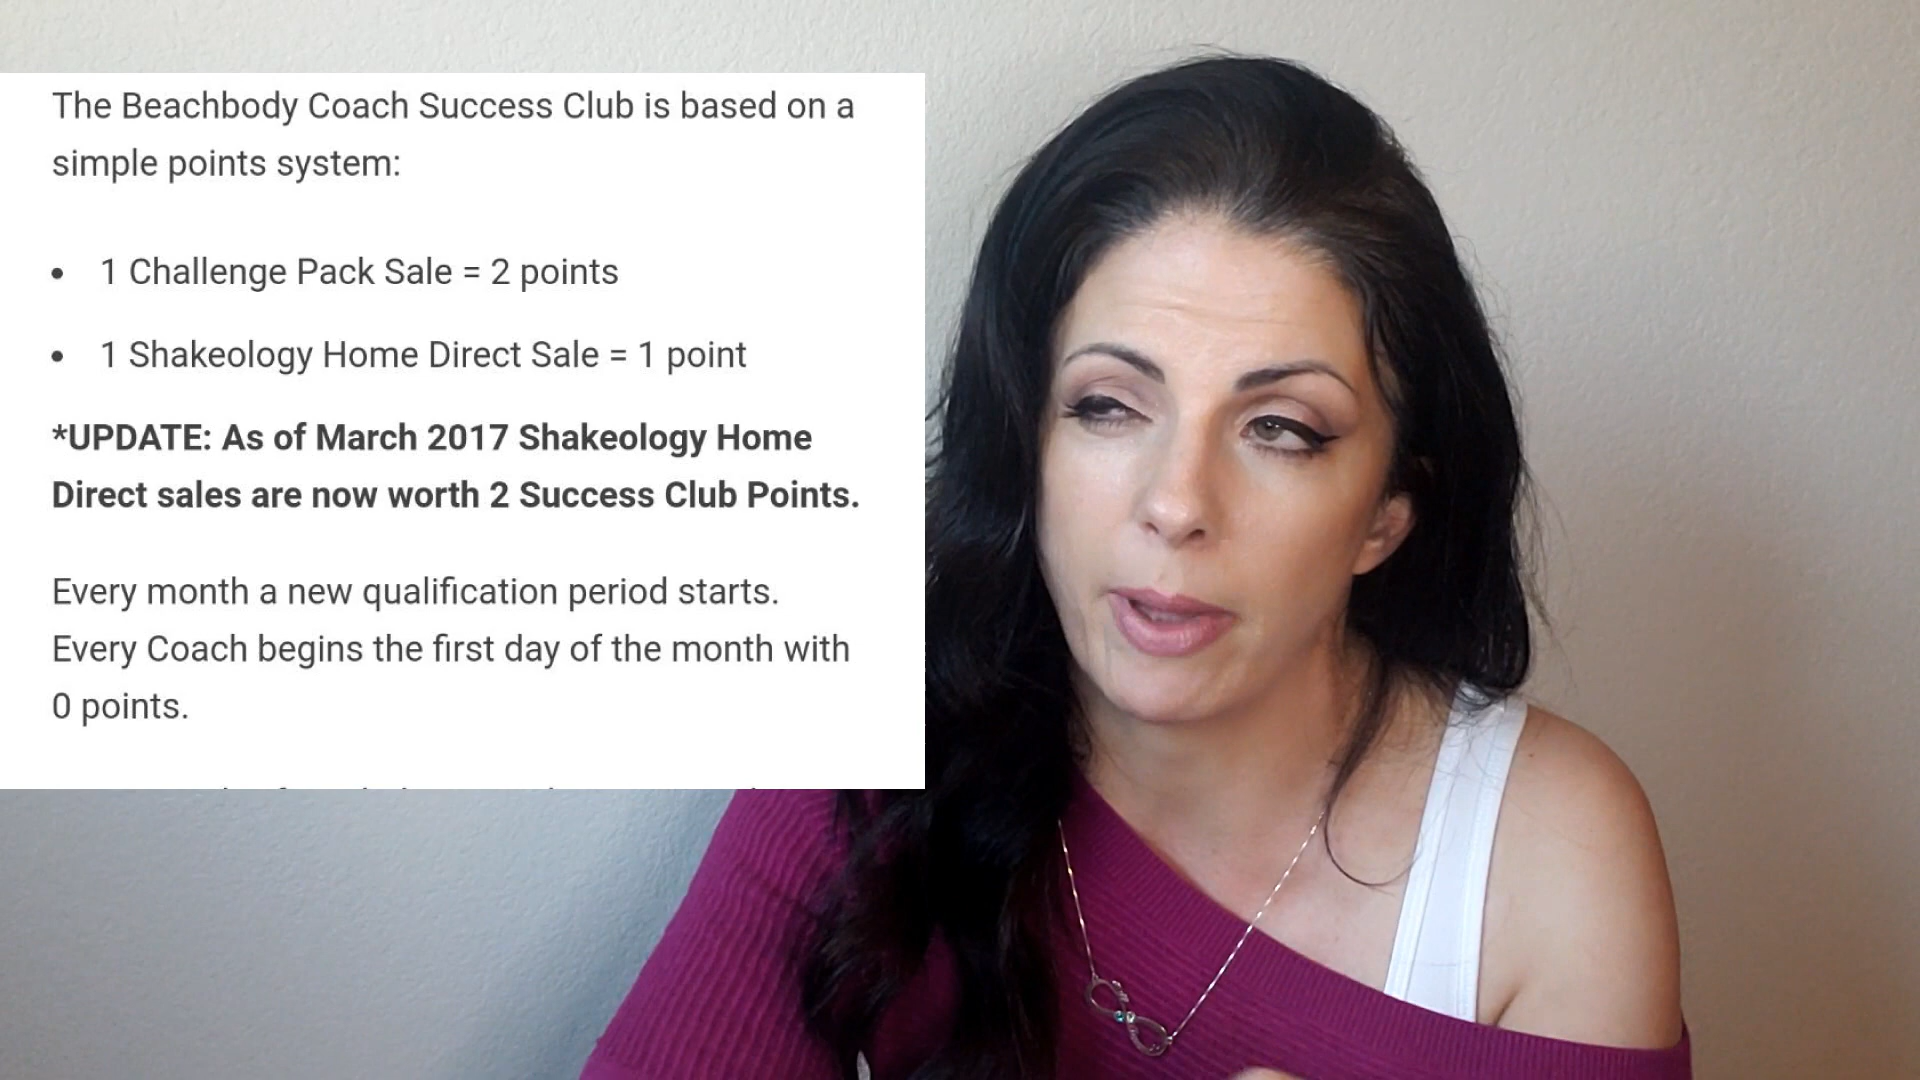 The Beachbody Coach Success Club is based on a
simple points system:
• 1 Challenge Pack Sale = 2 points
• 1 Shakeology Home Direct Sale = 1 point
*UPDATE: As of March 2017 Shakeology Home
Direct sales are now worth 2 Success Club Points.
Every month a new qualification period starts.
Every Coach begins the first day of the month with
0 points.